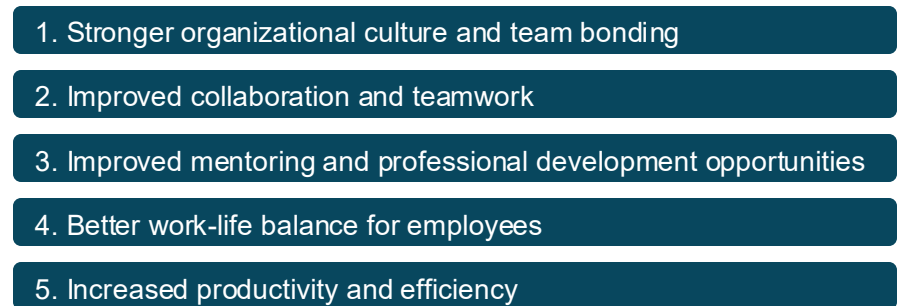 1. Stronger organizational culture and team bonding
2. Improved collaboration and teamwork
3. Improved mentoring and professional development opportunities
4. Better work-life balance for employees
5. Increased productivity and efficiency